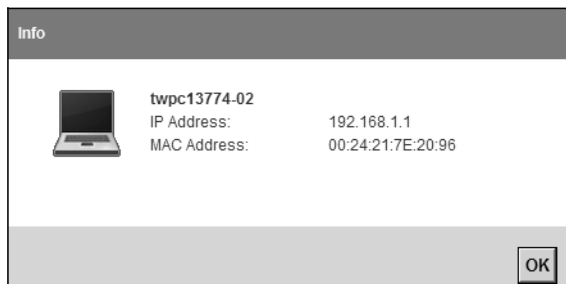 Info
twpc13774-02
IP Address: 192.168.1.1
MAC Address: 00:24:21:7E:20:96
OK